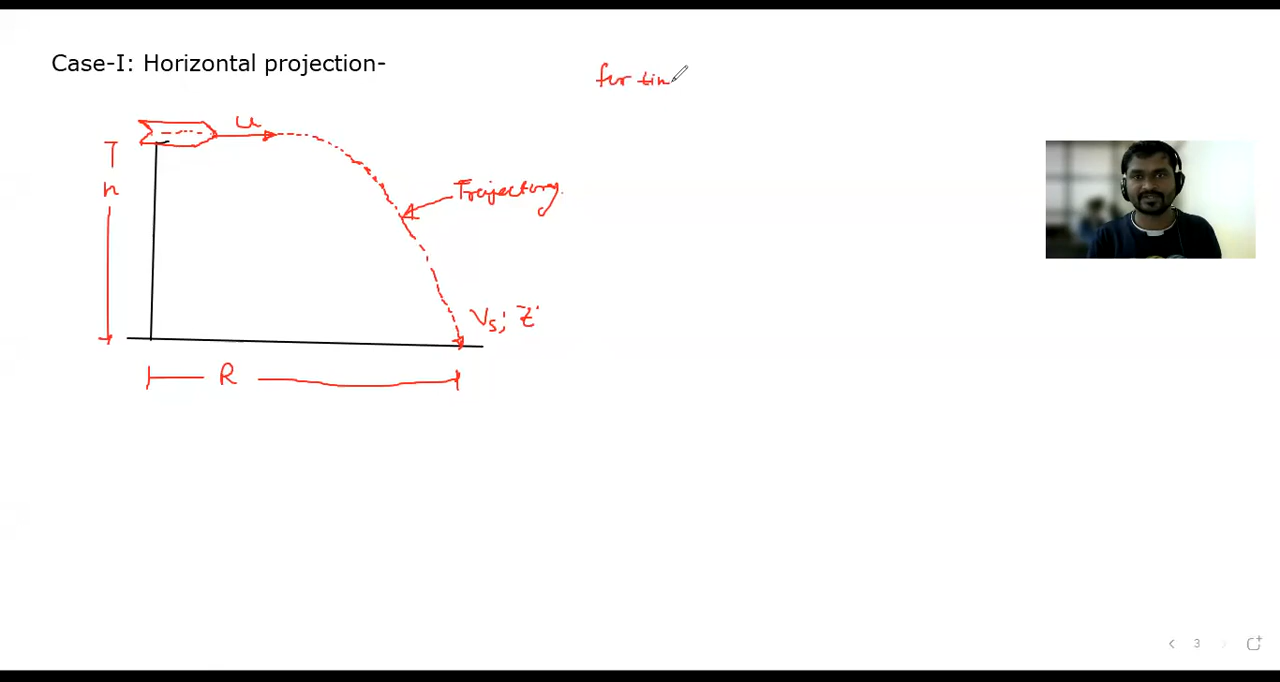 Case-I: Horizontal projection-
for tim
u
h
Trajectory.
Vs; Z
R
3